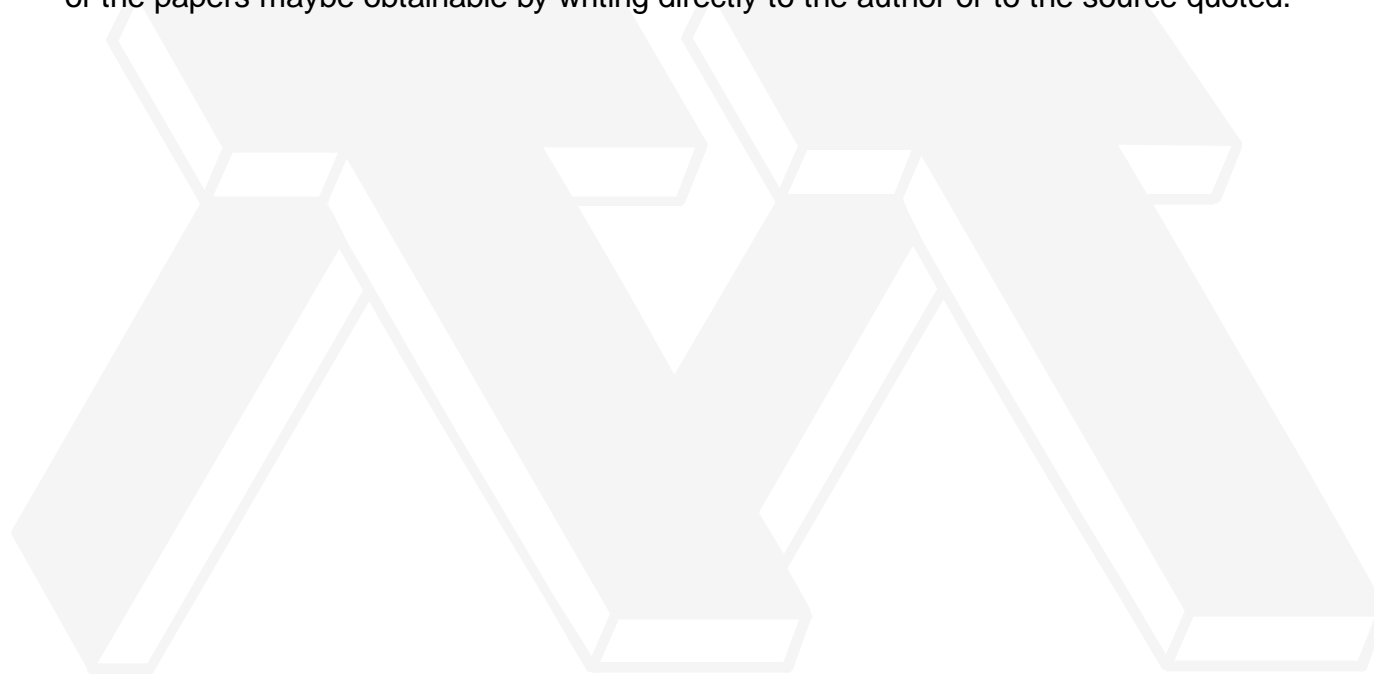 of the papers maybe obtainable by writing directly to the author or to the source quoted.